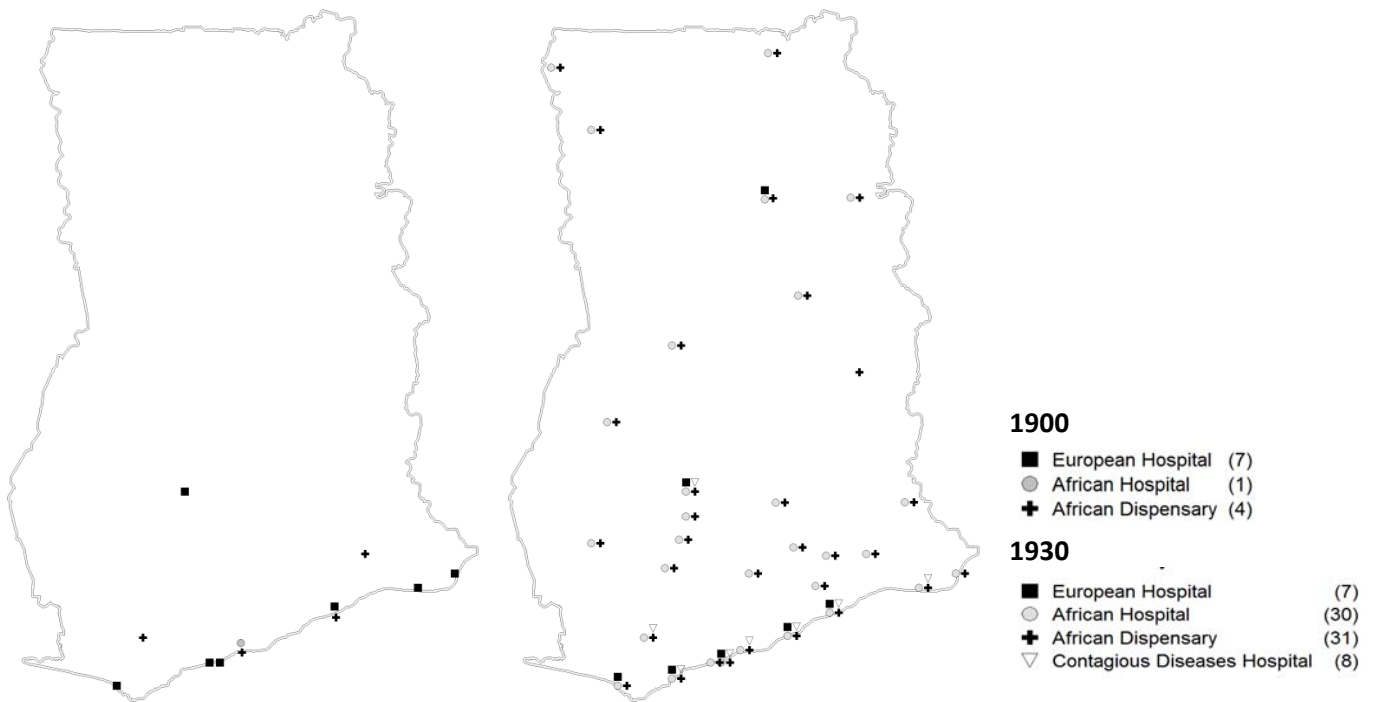 1900
European Hospital (7)
African Hospital (1)
African Dispensary (4)
1930
European Hospital (7)
African Hospital (30)
African Dispensary (31)
Contagious Diseases Hospital (8)